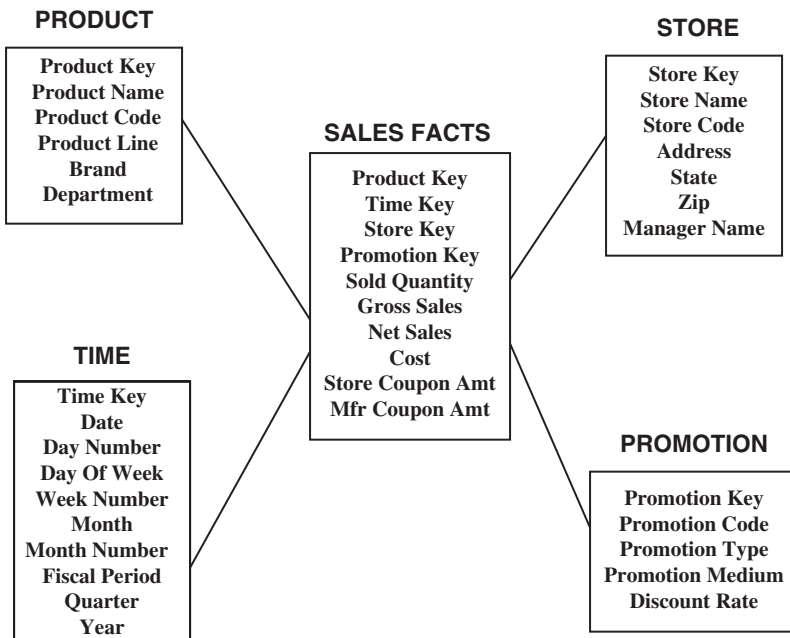 PRODUCT
Product Key
Product Name
Product Code
Product Line
Brand
Department
STORE
Store Key
Store Name
Store Code
Address
State
Zip
Manager Name
SALES FACTS
Product Key
Time Key
Store Key
Promotion Key
Sold Quantity
Gross Sales
Net Sales
Cost
Store Coupon Amt
Mfr Coupon Amt
TIME
Time Key
Date
Day Number
Day Of Week
Week Number
Month
Month Number
Fiscal Period
Quarter
Year
PROMOTION
Promotion Key
Promotion Code
Promotion Type
Promotion Medium
Discount Rate